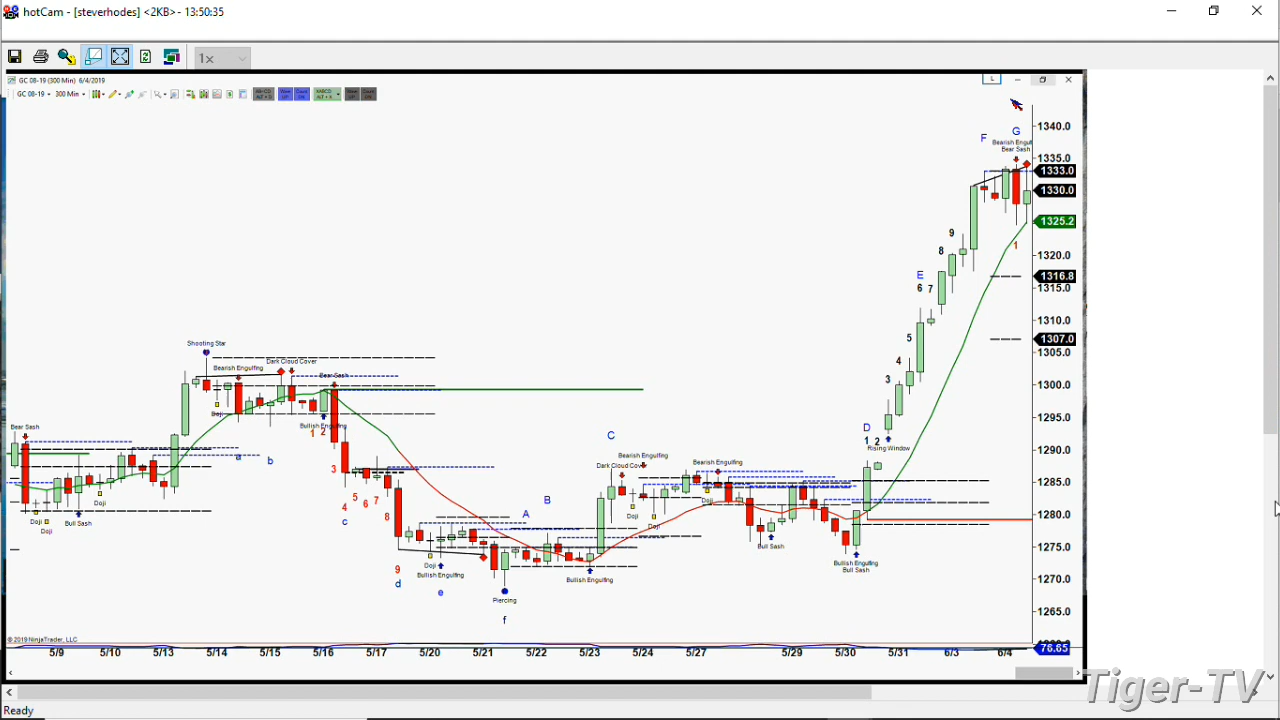 hotCam - [steverhodes] <2KB> - 13:50:35
1x
GC 08-19 (300 Min) 6/4/2019
L
GC 08-19
300 Min
1340.0
F
G
Bearish Engulf
Bear Sash
1335.0
1333.0
1330.0
1325.2
9
8
1
1320.0
E
6 7
1316.8
1315.0
1310.0
5
1307.0
1305.0
Shooting Star
Dark Cloud Cover
Bearish Engulfing
Bear Sash
4
3
1300.0
Doji
1295.0
Bear Sash
Bullish Engulfing
1 2
D
1 2
C
Rising Window
1290.0
a
b
Bearish Engulfing
Dark Cloud Cover
Bearish Engulfing
3
1285.0
Doji
5 6 7
4
8
c
B
A
Doji
Doji
Doji
1280.0
Doji Doji
Bull Sash
Bull Sash
1275.0
Doji
9
Bullish Engulfing
Bullish Engulfing
Bullish Engulfing
Bull Sash
1270.0
d
e
Piercing
f
1265.0
© 2019 NinjaTrader, LLC
76.65
5/9 5/10 5/13 5/14 5/15 5/16 5/17 5/20 5/21 5/22 5/23 5/24 5/27 5/29 5/30 5/31 6/3 6/4
Tiger-TV
Ready